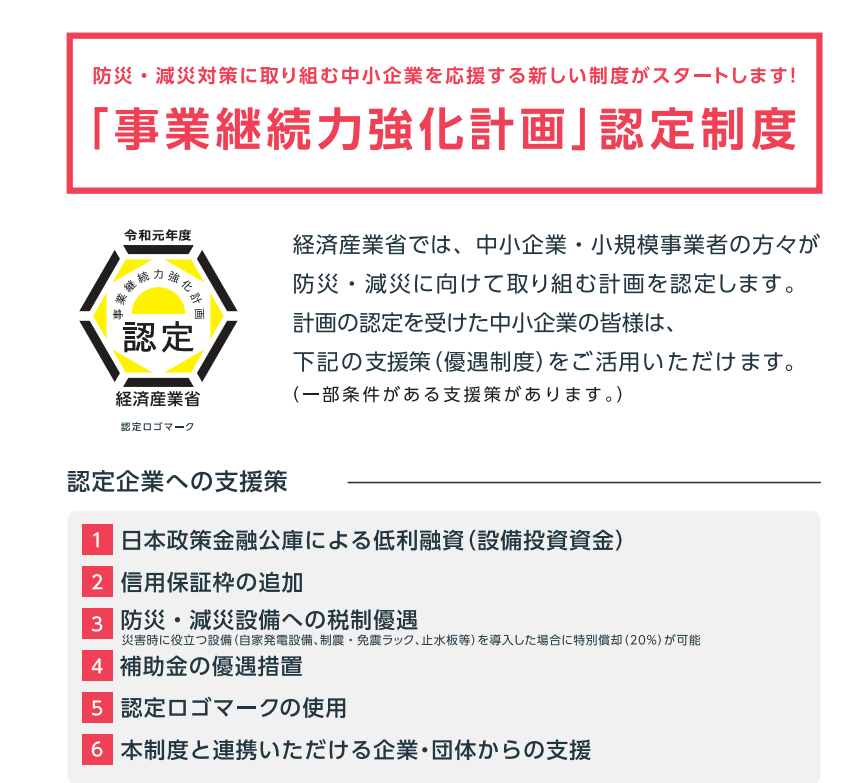 防災・減災対策に取り組む中小企業を応援する新しい制度がスタートします!
「事業継続力強化計画」認定制度
令和元年度
事業継続力強化計画
認定
経済産業省
認定ロゴマーク
経済産業省では、中小企業・小規模事業者の方々が
防災・減災に向けて取り組む計画を認定します。
計画の認定を受けた中小企業の皆様は、
下記の支援策(優遇制度)をご活用いただけます。
(一部条件がある支援策があります。)
認定企業への支援策
1 日本政策金融公庫による低利融資(設備投資資金)
2 信用保証枠の追加
3 防災・減災設備への税制優遇
災害時に役立つ設備(自家発電設備、制震・免震ラック、止水板等)を導入した場合に特別償却(20%)が可能
4 補助金の優遇措置
5 認定ロゴマークの使用
6 本制度と連携いただける企業・団体からの支援